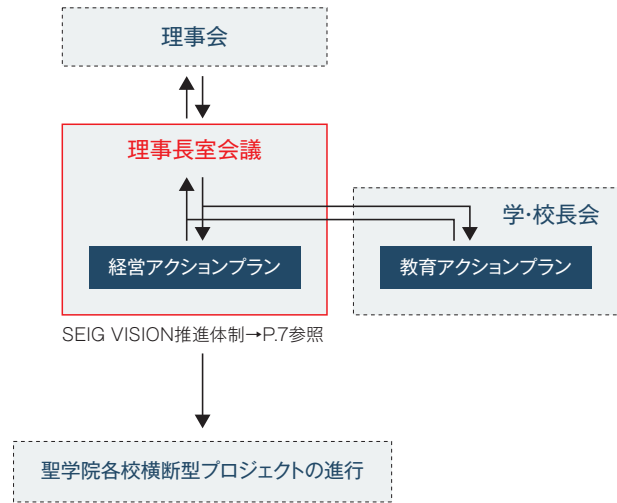 理事会
理事長室会議
学・校長会
経営アクションプラン
教育アクションプラン
SEIG VISION推進体制→P.7参照
聖学院各校横断型プロジェクトの進行